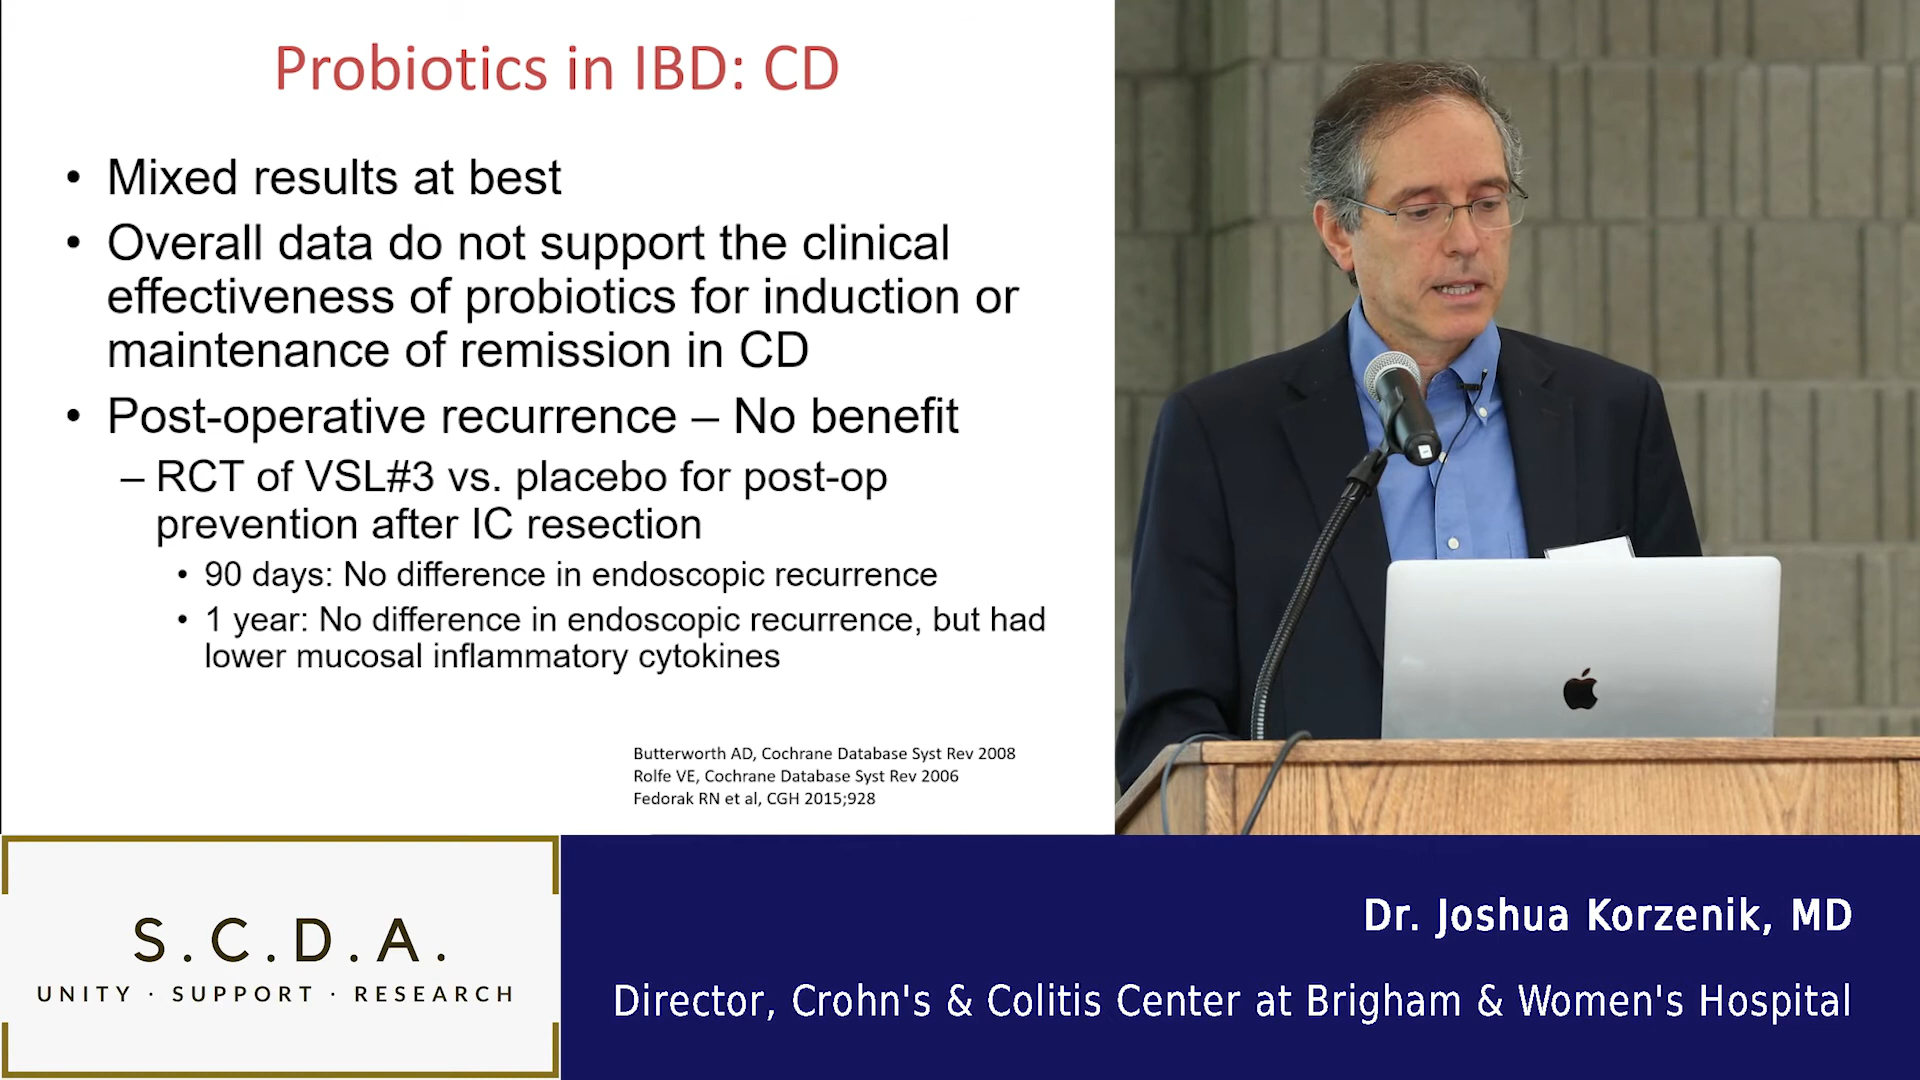 Probiotics in IBD: CD
• Mixed results at best
• Overall data do not support the clinical
effectiveness of probiotics for induction or
maintenance of remission in CD
• Post-operative recurrence – No benefit
– RCT of VSL#3 vs. placebo for post-op
prevention after IC resection
• 90 days: No difference in endoscopic recurrence
• 1 year: No difference in endoscopic recurrence, but had
lower mucosal inflammatory cytokines
Butterworth AD, Cochrane Database Syst Rev 2008
Rolfe VE, Cochrane Database Syst Rev 2006
Fedorak RN et al, CGH 2015;928
S.C.D.A.
UNITY · SUPPORT · RESEARCH
Dr. Joshua Korzenik, MD
Director, Crohn's & Colitis Center at Brigham & Women's Hospital